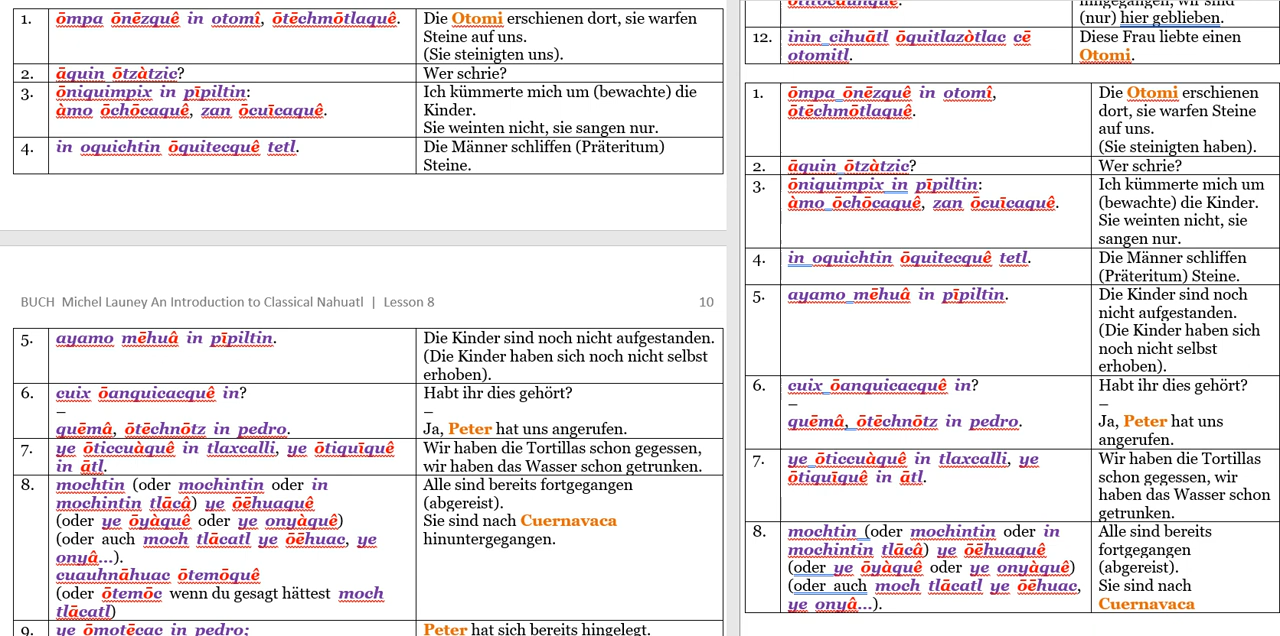 1. ōmpa ōnēzquê in otomî, ōtēchmōtlaquê. Die Otomi erschienen dort, sie warfen
Steine auf uns.
(Sie steinigten uns).
2. āquin ōtzàtzic? Wer schrie?
3. ōniquimpix in pīpiltin: Ich kümmerte mich um (bewachte) die
àmo ōchōcaquê, zan ōcuīcaquê. Kinder.
Sie weinten nicht, sie sangen nur.
4. in oquichtin ōquitecquê tetl. Die Männer schliffen (Präteritum)
Steine.
BUCH Michel Launey An Introduction to Classical Nahuatl | Lesson 8 10
5. ayamo mēhuâ in pīpiltin. Die Kinder sind noch nicht aufgestanden.
(Die Kinder haben sich noch nicht selbst
erhoben).
6. cuix ōanquicacquê in? Habt ihr dies gehört?
– –
quēmâ, ōtēchnōtz in pedro. Ja, Peter hat uns angerufen.
7. ye ōticcuàquê in tlaxcalli, ye ōtiquīquê Wir haben die Tortillas schon gegessen,
in ātl. wir haben das Wasser schon getrunken.
8. mochtin (oder mochintin oder in Alle sind bereits fortgegangen
mochintin tlācâ) ye ōēhuaquê (abgereist).
(oder ye ōyàquê oder ye onyàquê) Sie sind nach Cuernavaca
(oder auch moch tlācatl ye ōēhuac, ye hinuntergegangen.
onyâ...).
cuauhnāhuac ōtemōquê
(oder ōtemōc wenn du gesagt hättest moch
tlācatl)
9. ye ōmotēcac in pedro; Peter hat sich bereits hingelegt.
(nur) hier geblieben.
12. inin cihuātl ōquitlazòtlac cē Diese Frau liebte einen
otomitl. Otomi.
1. ōmpa ōnēzquê in otomî, Die Otomi erschienen
ōtēchmōtlaquê. dort, sie warfen Steine
auf uns.
(Sie steinigten haben).
2. āquin ōtzàtzic? Wer schrie?
3. ōniquimpix in pīpiltin: Ich kümmerte mich um
àmo ōchōcaquê, zan ōcuīcaquê. (bewachte) die Kinder.
Sie weinten nicht, sie
sangen nur.
4. in oquichtin ōquitecquê tetl. Die Männer schliffen
(Präteritum) Steine.
5. ayamo mēhuâ in pīpiltin. Die Kinder sind noch
nicht aufgestanden.
(Die Kinder haben sich
noch nicht selbst
erhoben).
6. cuix ōanquicacquê in? Habt ihr dies gehört?
– –
quēmâ, ōtēchnōtz in pedro. Ja, Peter hat uns
angerufen.
7. ye ōticcuàquê in tlaxcalli, ye Wir haben die Tortillas
ōtiquīquê in ātl. schon gegessen, wir
haben das Wasser schon
getrunken.
8. mochtin (oder mochintin oder in Alle sind bereits
mochintin tlācâ) ye ōēhuaquê fortgegangen
(oder ye ōyàquê oder ye onyàquê) (abgereist).
(oder auch moch tlācatl ye ōēhuac, Sie sind nach
ye onyâ...). Cuernavaca